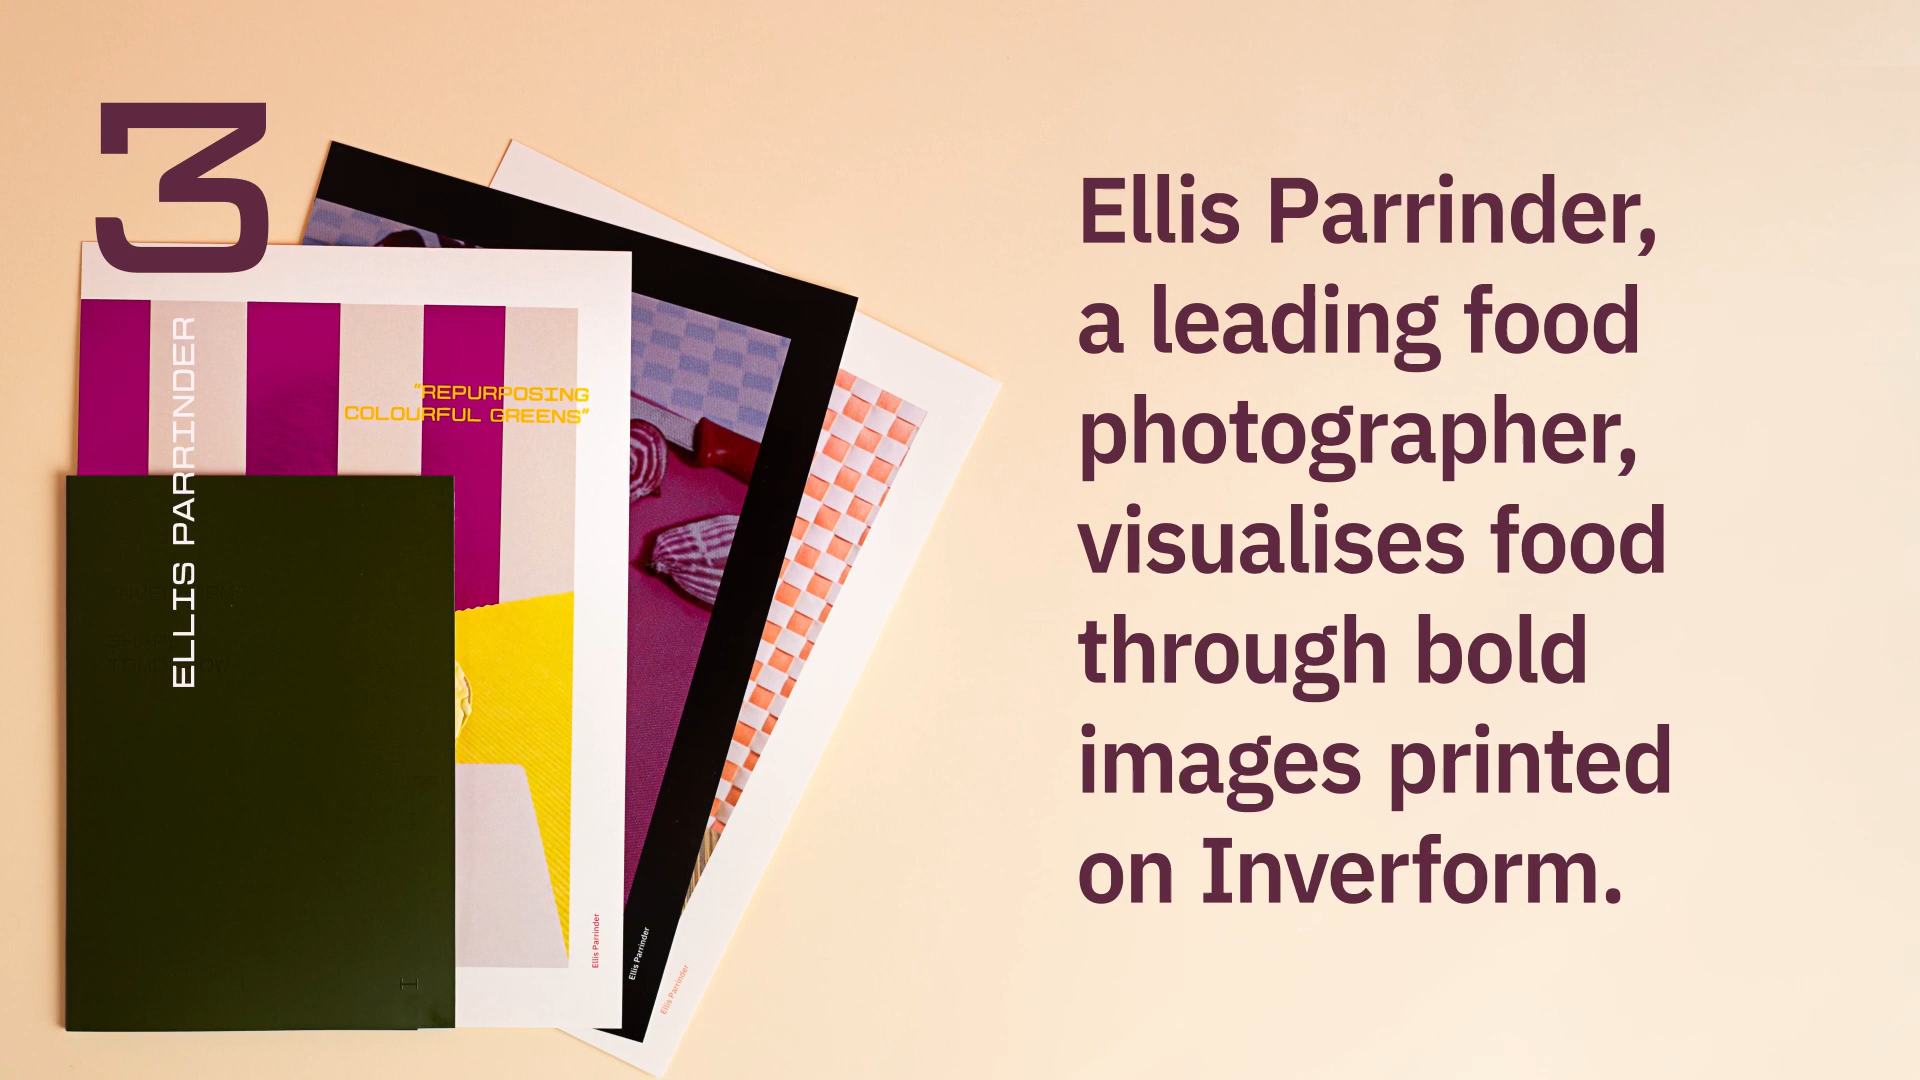 3
ELLIS PARRINDER
"REPURPOSING
COLOURFUL GREENS"
Ellis Parrinder
Ellis Parrinder
Ellis Parrinder
I
Ellis Parrinder,
a leading food
photographer,
visualises food
through bold
images printed
on Inverform.